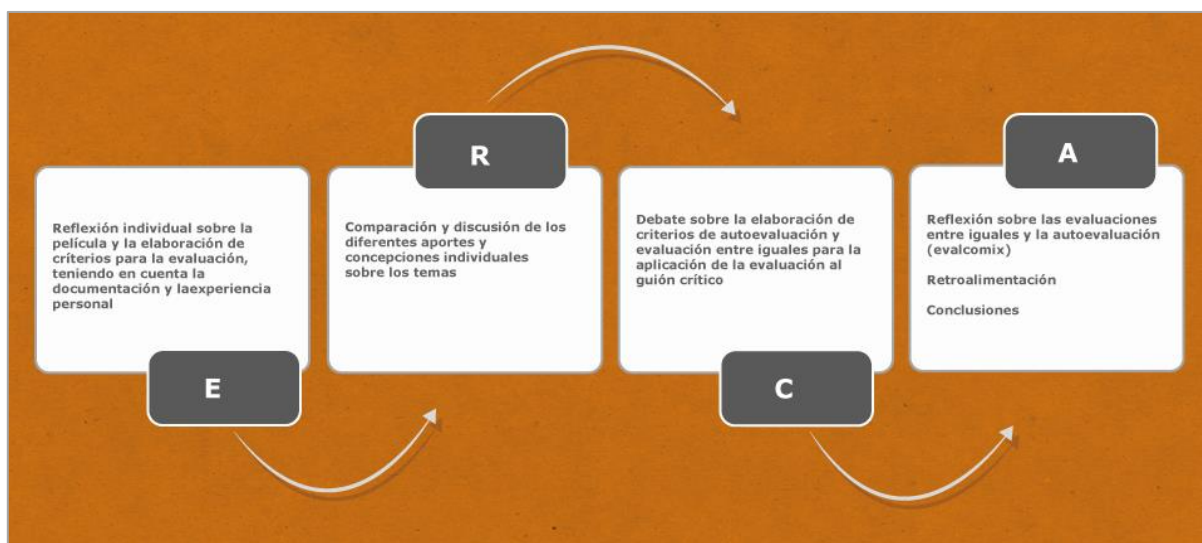 Reflexión individual sobre la
película y la elaboración de
críterios para la evaluación,
teniendo en cuenta la
documentación y laexperiencia
personal
E
R
Comparación y discusión de los
diferentes aportes y
concepciones individuales
sobre los temas
Debate sobre la elaboración de
criterios de autoevaluación y
evaluación entre iguales para la
aplicación de la evaluación al
guión crítico
C
A
Reflexión sobre las evaluaciones
entre iguales y la autoevaluación
(evalcomix)
Retroalimentación
Conclusiones